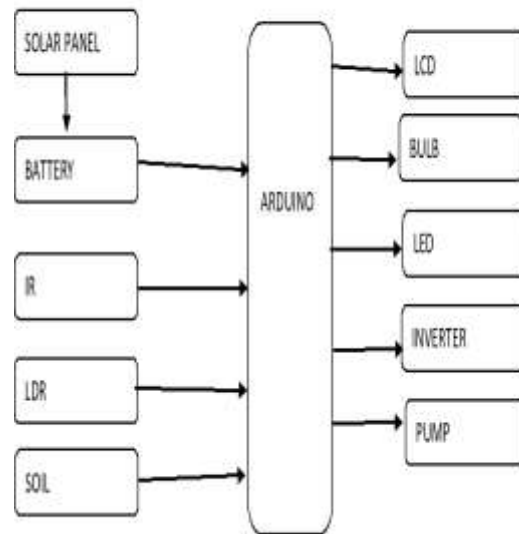 SOLAR PANEL
BATTERY
IR
LDR
SOIL
ARDUINO
LCD
BULB
LED
INVERTER
PUMP